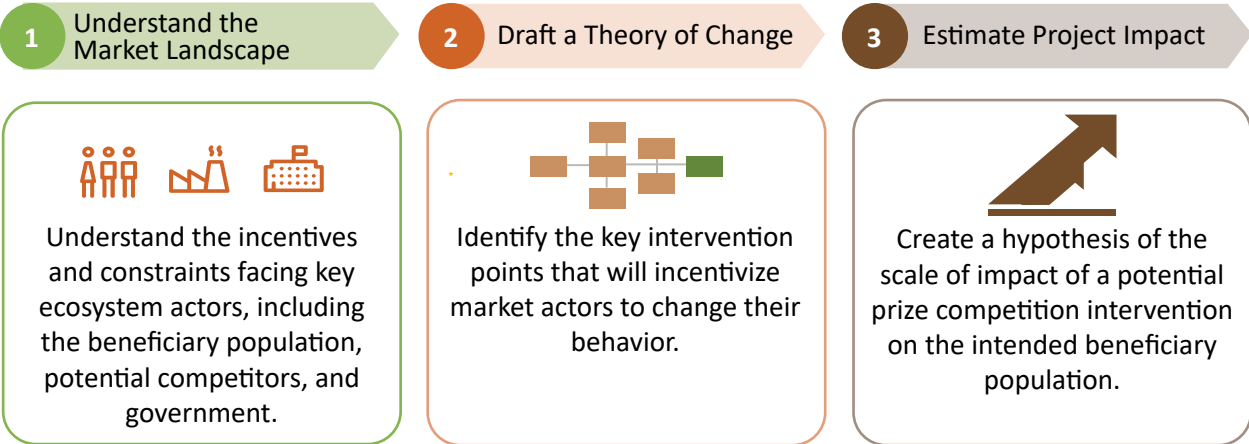 1
Understand the
Market Landscape
2
Draft a Theory of Change
3
Estimate Project Impact
Understand the incentives
and constraints facing key
ecosystem actors, including
the beneficiary population,
potential competitors, and
government.
Identify the key intervention
points that will incentivize
market actors to change their
behavior.
Create a hypothesis of the
scale of impact of a potential
prize competition intervention
on the intended beneficiary
population.